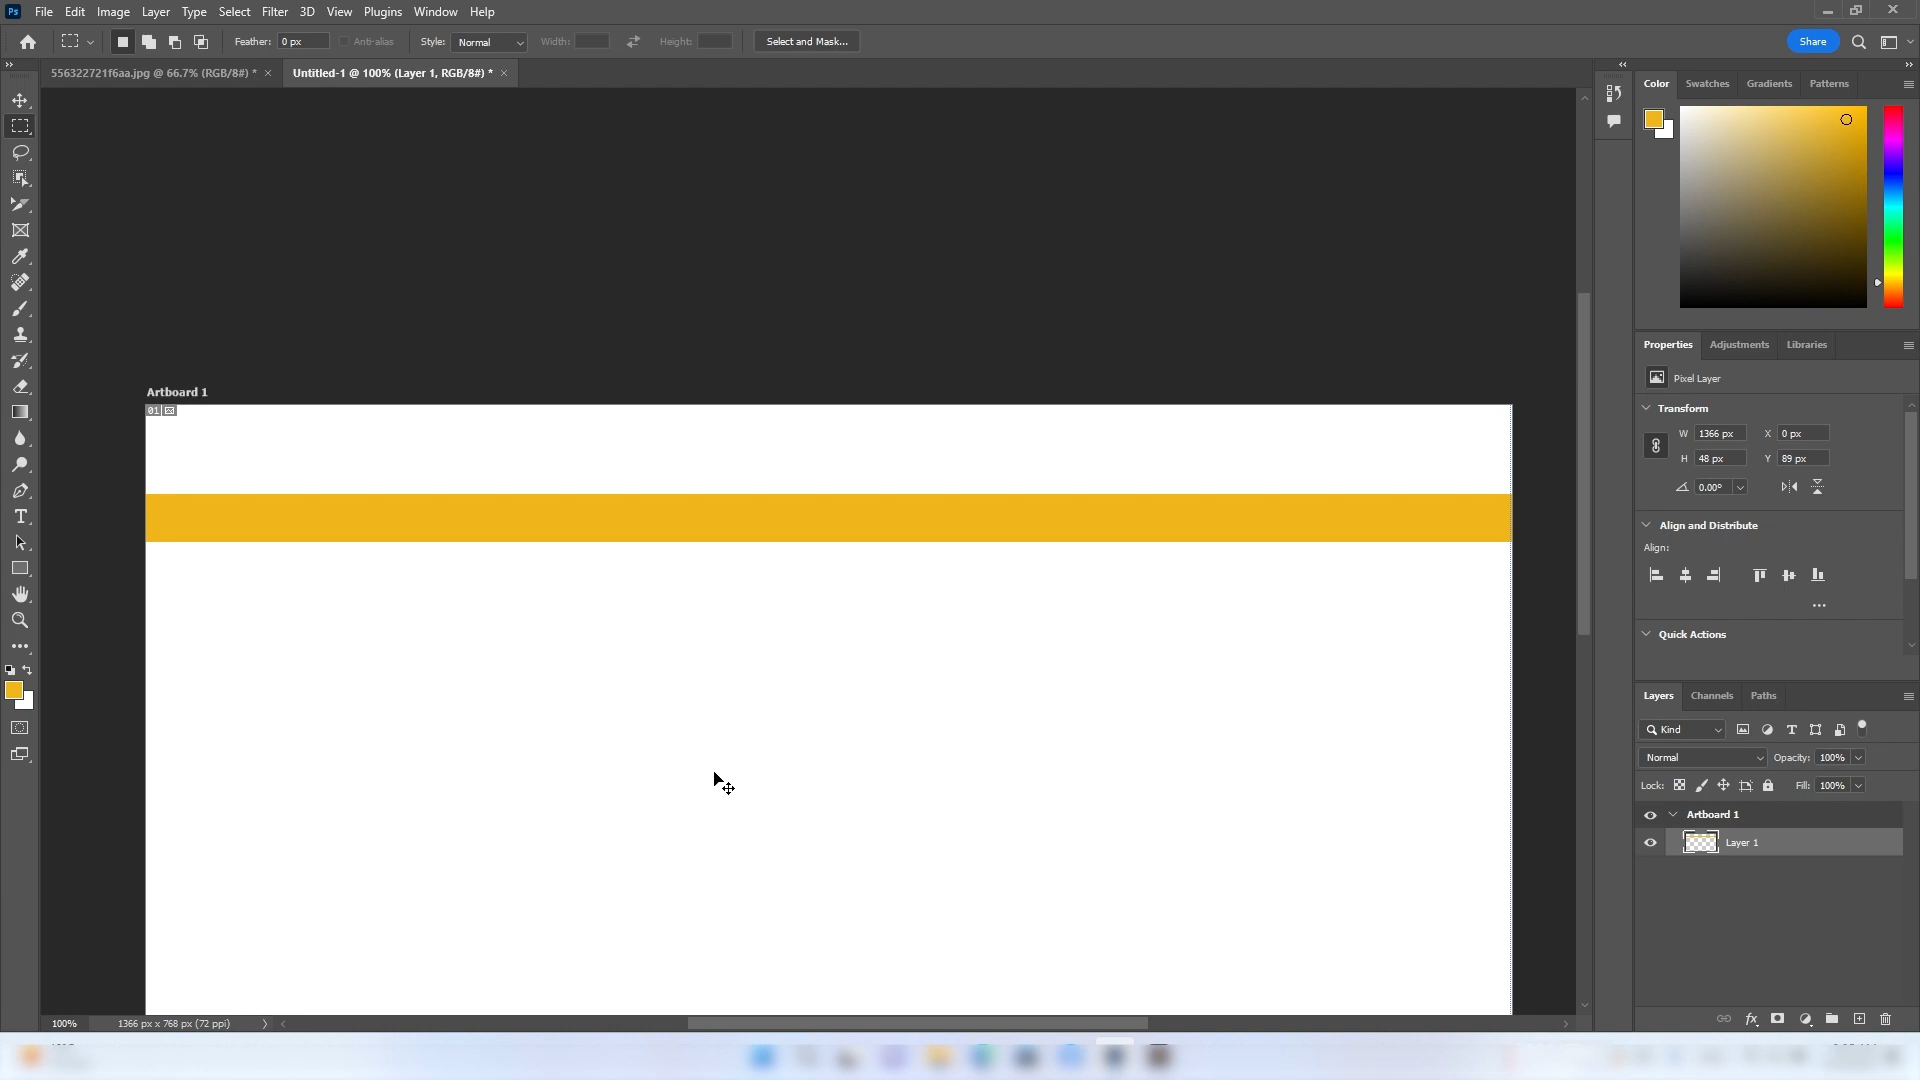 Ps File Edit Image Layer Type Select Filter 3D View Plugins Window Help
Feather: 0 px Anti-alias Style: Normal Width: Height: Select and Mask... Share
556322721f6aa.jpg @ 66.7% (RGB/8#) * × Untitled-1 @ 100% (Layer 1, RGB/8#) * ×
Color Swatches Gradients Patterns
Properties Adjustments Libraries
Pixel Layer
Artboard 1
01
Transform
W 1366 px X 0 px
H 48 px Y 89 px
0.00°
Align and Distribute
Align:
Quick Actions
Layers Channels Paths
Kind
Normal Opacity: 100%
Lock: Fill: 100%
Artboard 1
Layer 1
100% 1366 px x 768 px (72 ppi)